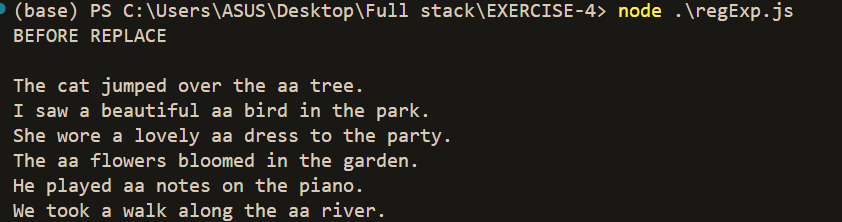 (base) PS C:\Users\ASUS\Desktop\Full stack\EXERCISE-4> node .\regExp.js
BEFORE REPLACE
The cat jumped over the aa tree.
I saw a beautiful aa bird in the park.
She wore a lovely aa dress to the party.
The aa flowers bloomed in the garden.
He played aa notes on the piano.
We took a walk along the aa river.